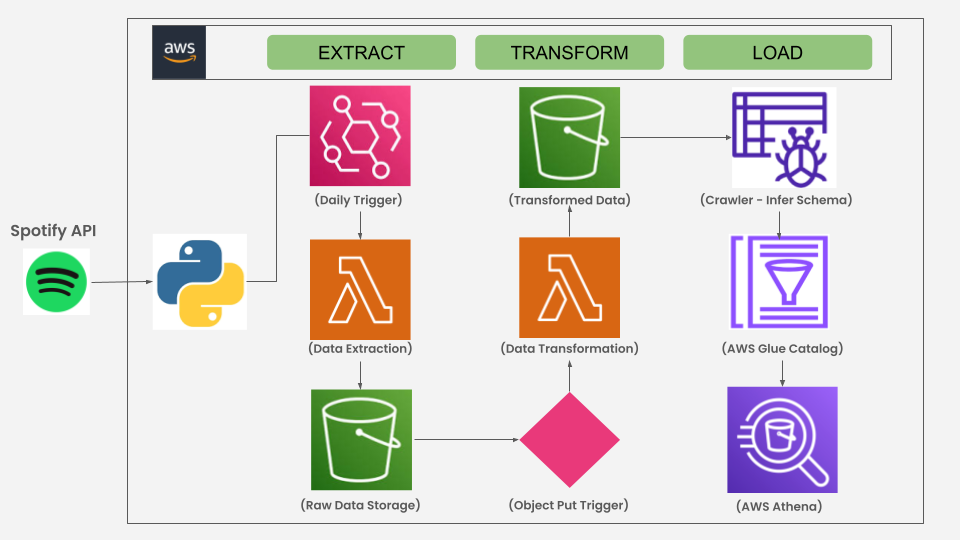 aws
EXTRACT
TRANSFORM
LOAD
(Daily Trigger)
(Transformed Data)
(Crawler - Infer Schema)
Spotify API
(Data Extraction)
(Data Transformation)
(AWS Glue Catalog)
(Raw Data Storage)
(Object Put Trigger)
(AWS Athena)